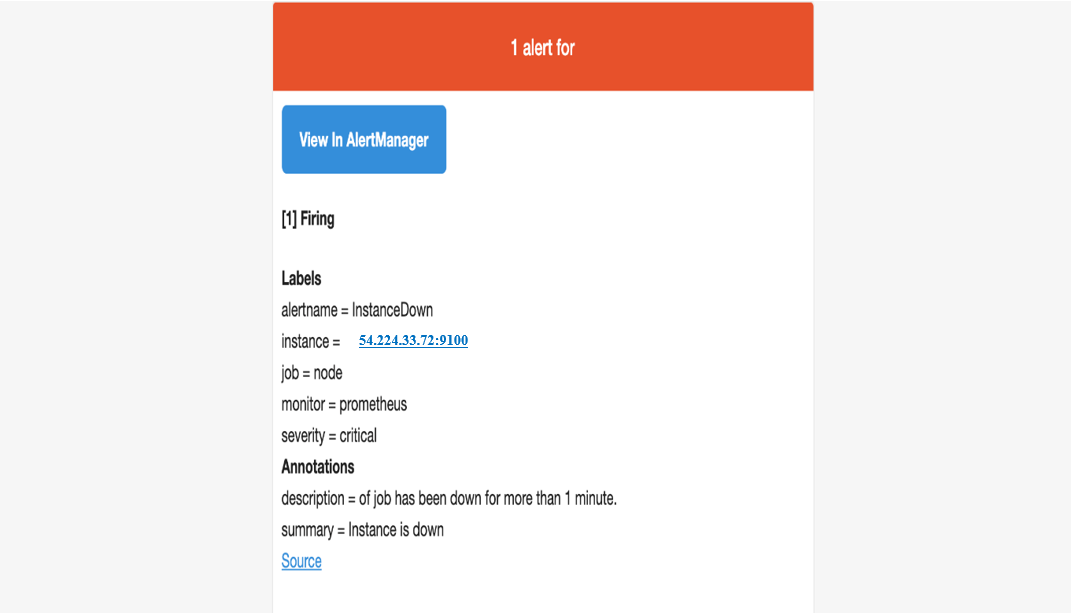 1 alert for
View In AlertManager
[1] Firing
Labels
alertname = InstanceDown
instance = 54.224.33.72:9100
job = node
monitor = prometheus
severity = critical
Annotations
description = of job has been down for more than 1 minute.
summary = Instance is down
Source